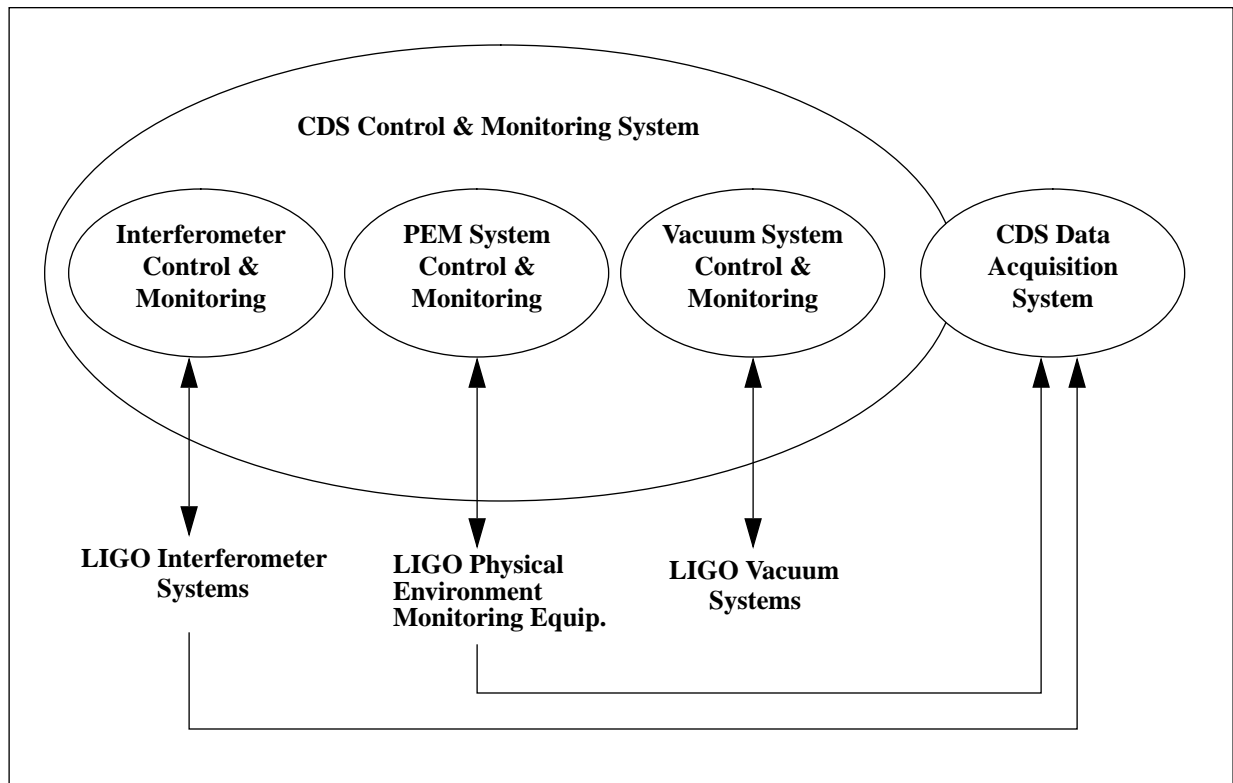 CDS Control & Monitoring System
Interferometer
Control &
Monitoring
PEM System
Control &
Monitoring
Vacuum System
Control &
Monitoring
CDS Data
Acquisition
System
LIGO Interferometer
Systems
LIGO Physical
Environment
Monitoring Equip.
LIGO Vacuum
Systems